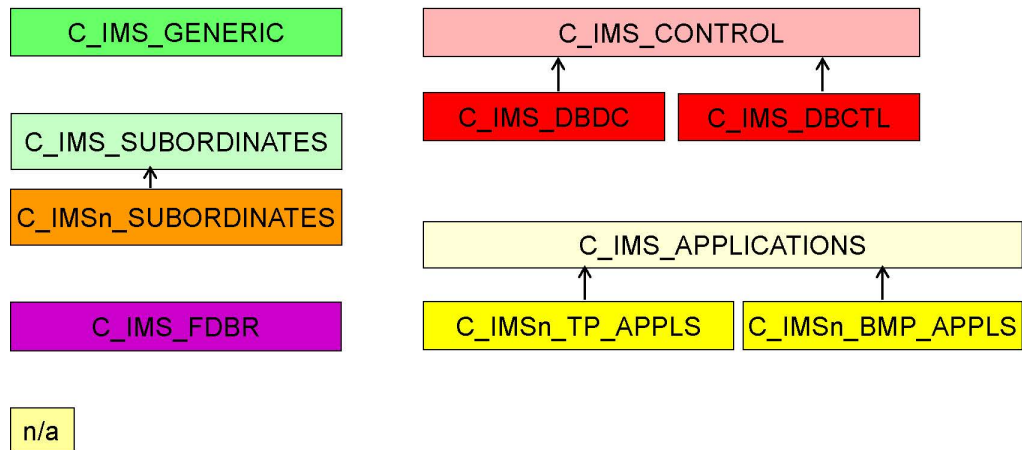 C_IMS_GENERIC
C_IMS_CONTROL
C_IMS_DBDC
C_IMS_DBCTL
C_IMS_SUBORDINATES
C_IMSn_SUBORDINATES
C_IMS_APPLICATIONS
C_IMS_FDBR
C_IMSn_TP_APPLS
C_IMSn_BMP_APPLS
n/a